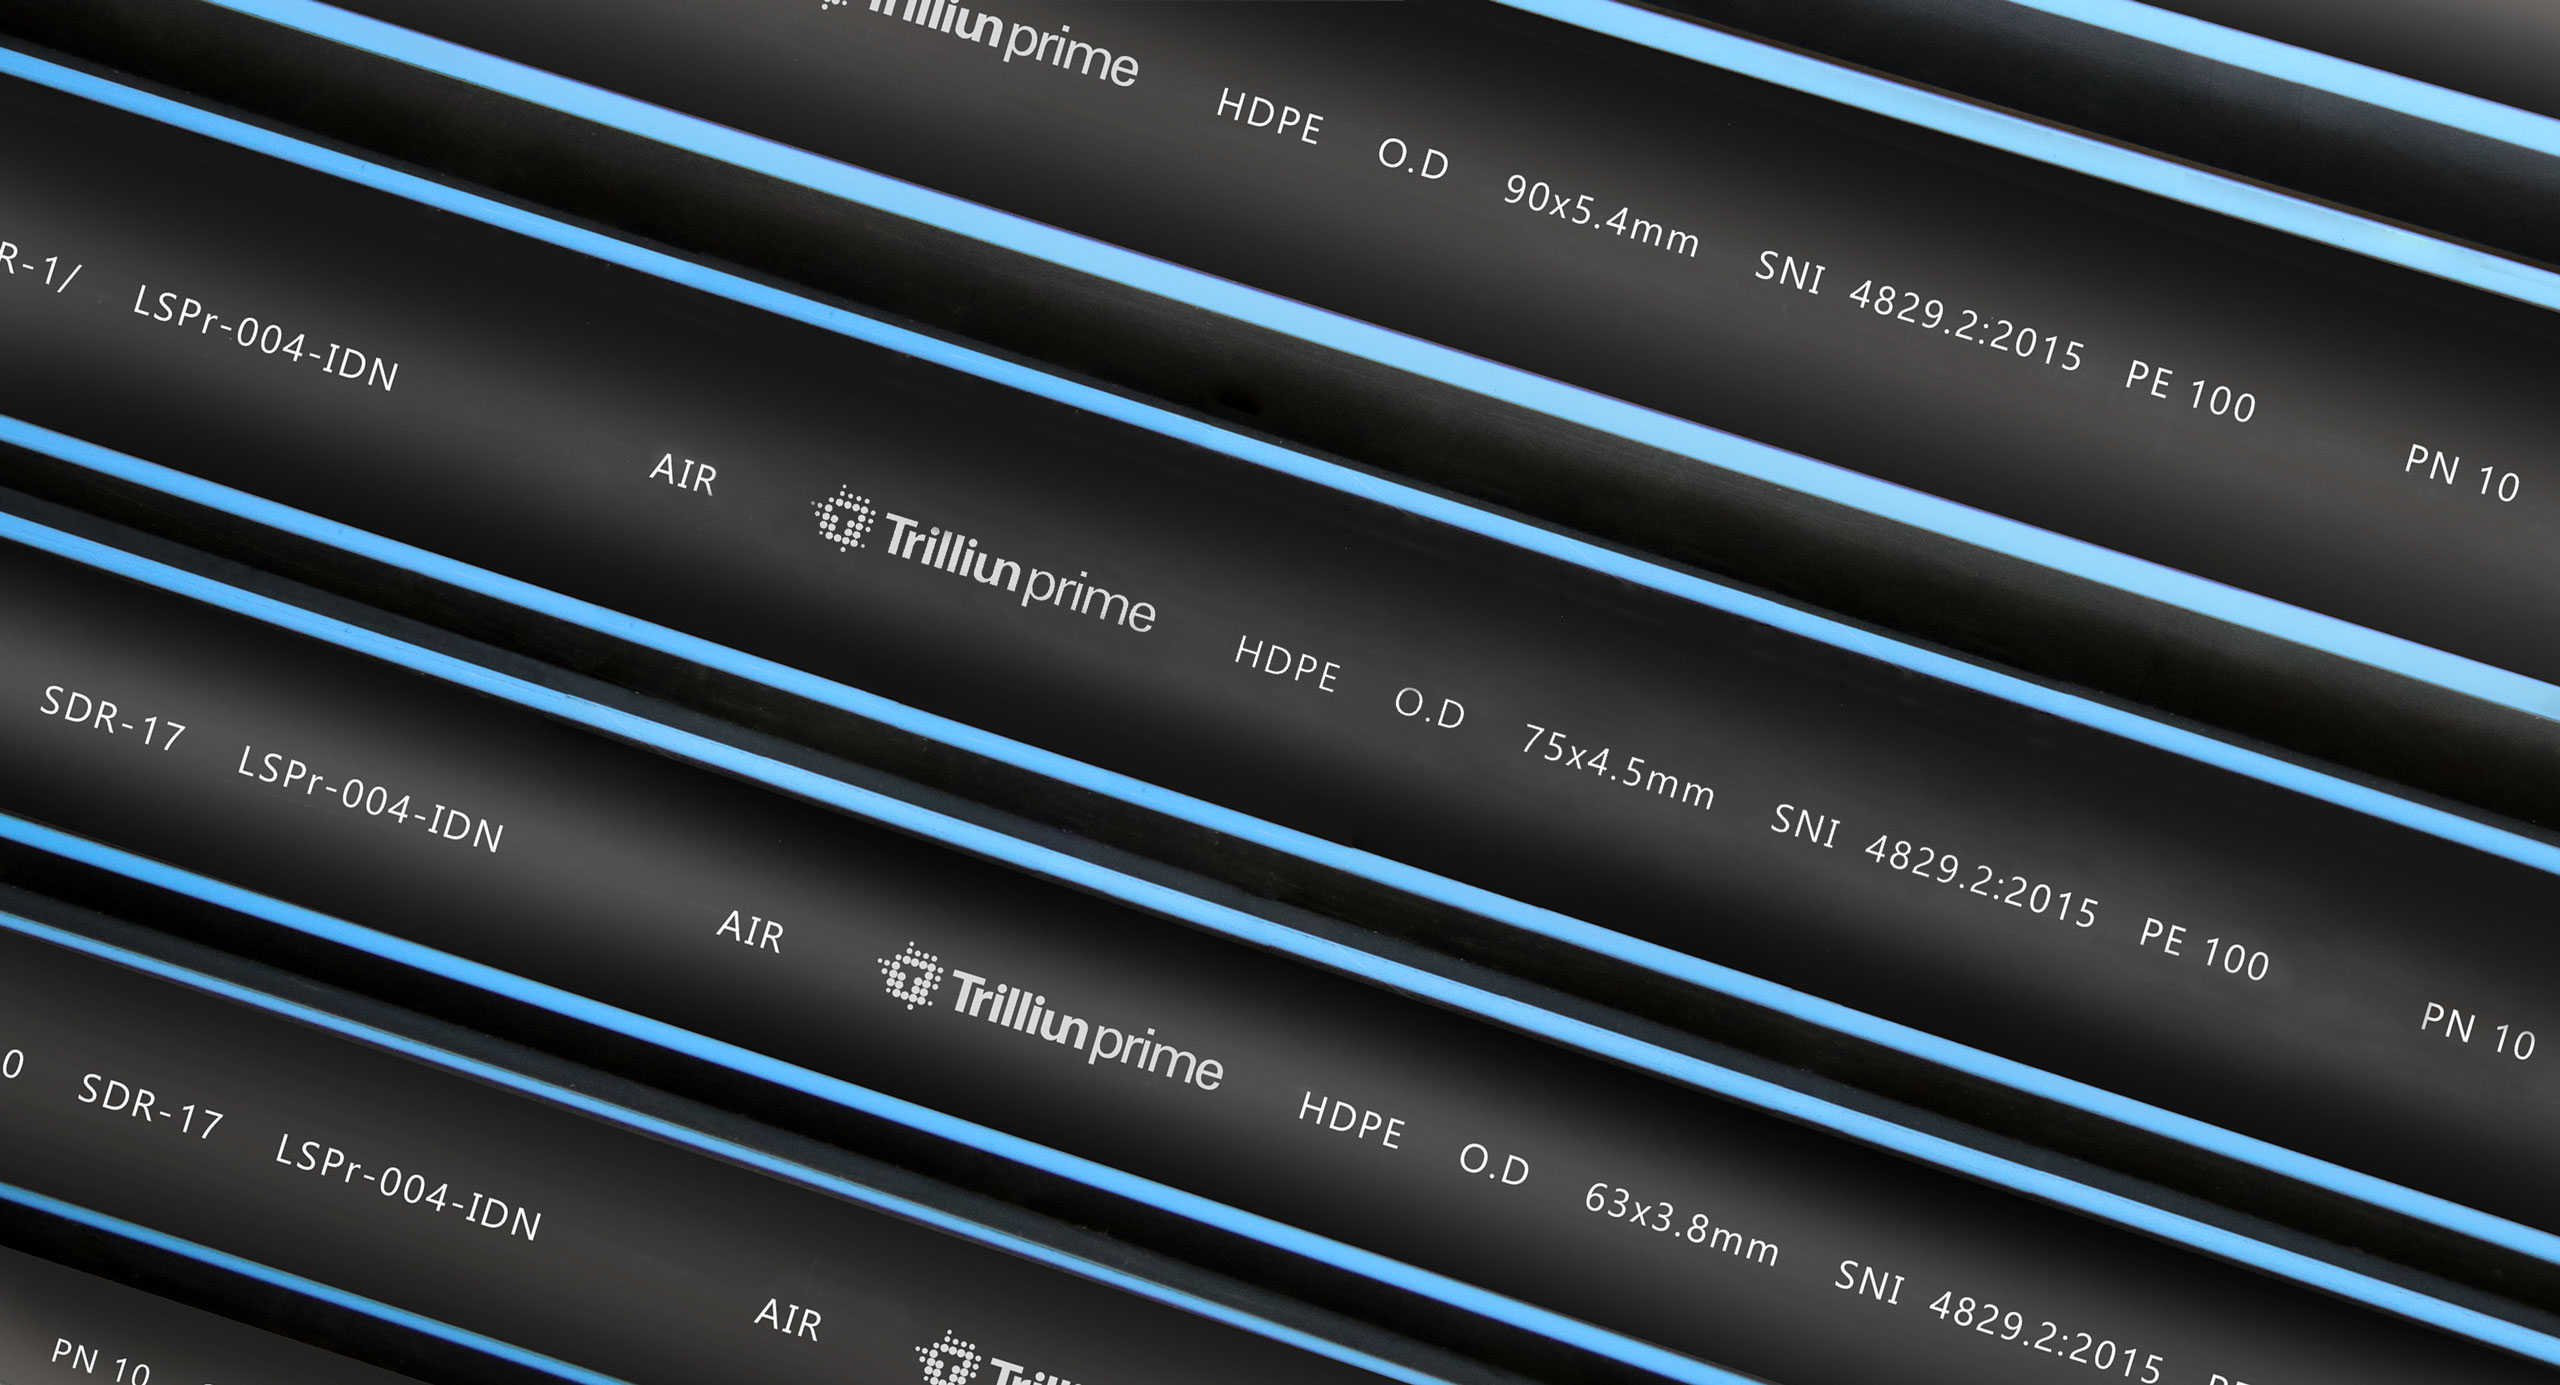 Trilliunprime HDPE O.D 90x5.4mm SNI 4829.2:2015 PE 100 PN 10
R-1/ LSPr-004-IDN AIR Trilliunprime HDPE O.D 75x4.5mm SNI 4829.2:2015 PE 100 PN 10
SDR-17 LSPr-004-IDN AIR Trilliunprime HDPE O.D 63x3.8mm SNI 4829.2:2015
0 SDR-17 LSPr-004-IDN AIR
PN 10